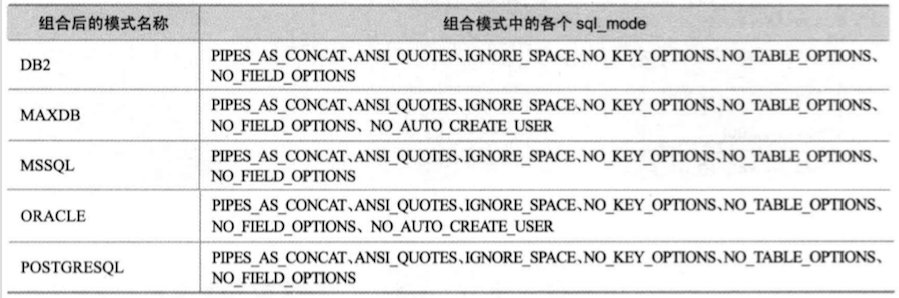 组合后的模式名称 组合模式中的各个 sql_mode
DB2 PIPES_AS_CONCAT、ANSI_QUOTES、IGNORE_SPACE、NO_KEY_OPTIONS、NO_TABLE_OPTIONS、
NO_FIELD_OPTIONS
MAXDB PIPES_AS_CONCAT、ANSI_QUOTES、IGNORE_SPACE、NO_KEY_OPTIONS、NO_TABLE_OPTIONS、
NO_FIELD_OPTIONS、NO_AUTO_CREATE_USER
MSSQL PIPES_AS_CONCAT、ANSI_QUOTES、IGNORE_SPACE、NO_KEY_OPTIONS、NO_TABLE_OPTIONS、
NO_FIELD_OPTIONS
ORACLE PIPES_AS_CONCAT、ANSI_QUOTES、IGNORE_SPACE、NO_KEY_OPTIONS、NO_TABLE_OPTIONS、
NO_FIELD_OPTIONS、NO_AUTO_CREATE_USER
POSTGRESQL PIPES_AS_CONCAT、ANSI_QUOTES、IGNORE_SPACE、NO_KEY_OPTIONS、NO_TABLE_OPTIONS、
NO_FIELD_OPTIONS